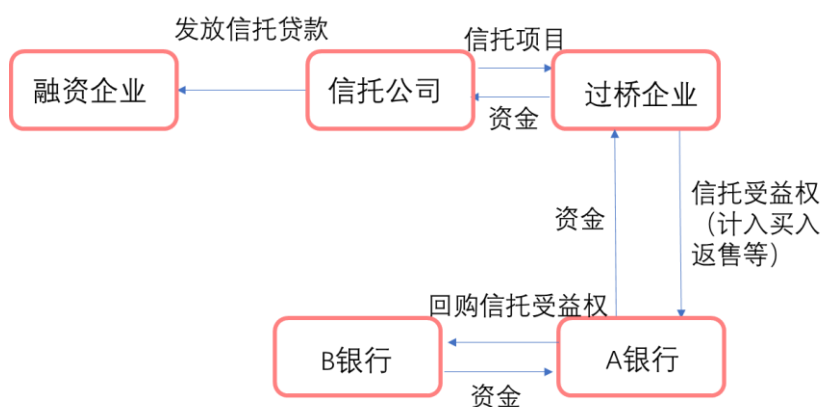 发放信托贷款
信托项目
融资企业
信托公司
过桥企业
资金
信托受益权
（计入买入
返售等）
资金
回购信托受益权
B银行
A银行
资金